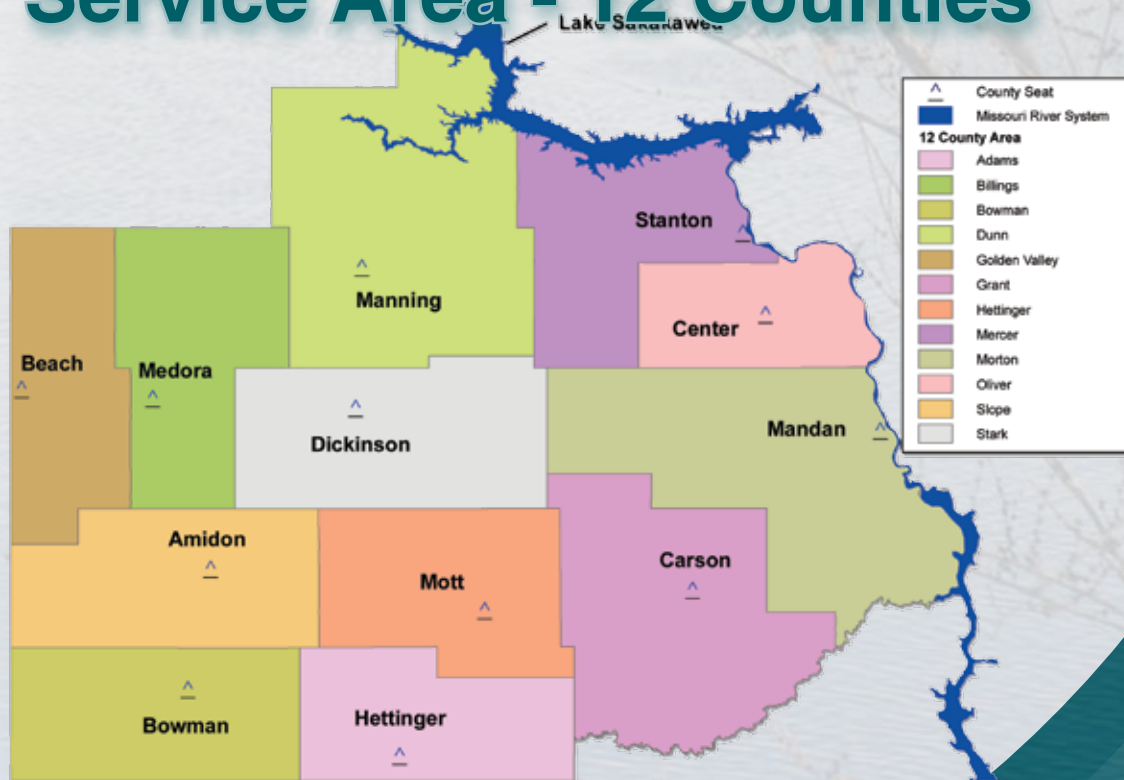 Service Area - 12 Counties
Lake Sakakawea
^ County Seat
Missouri River System
12 County Area
Adams
Billings
Bowman
Dunn
Golden Valley
Grant
Hettinger
Mercer
Morton
Oliver
Slope
Stark
Stanton
Manning
Center
Beach
Medora
Dickinson
Mandan
Amidon
Mott
Carson
Bowman
Hettinger